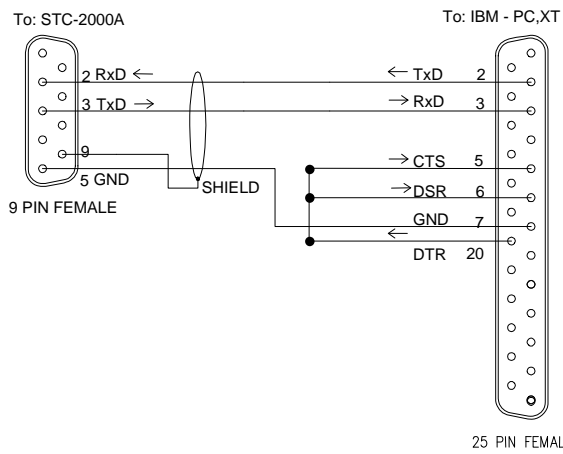 To: STC-2000A
To: IBM - PC,XT
2 RxD ← ← TxD 2
3 TxD → → RxD 3
9
→ CTS 5
5 GND
SHIELD
→DSR 6
9 PIN FEMALE
GND 7
←
DTR 20
25 PIN FEMAL